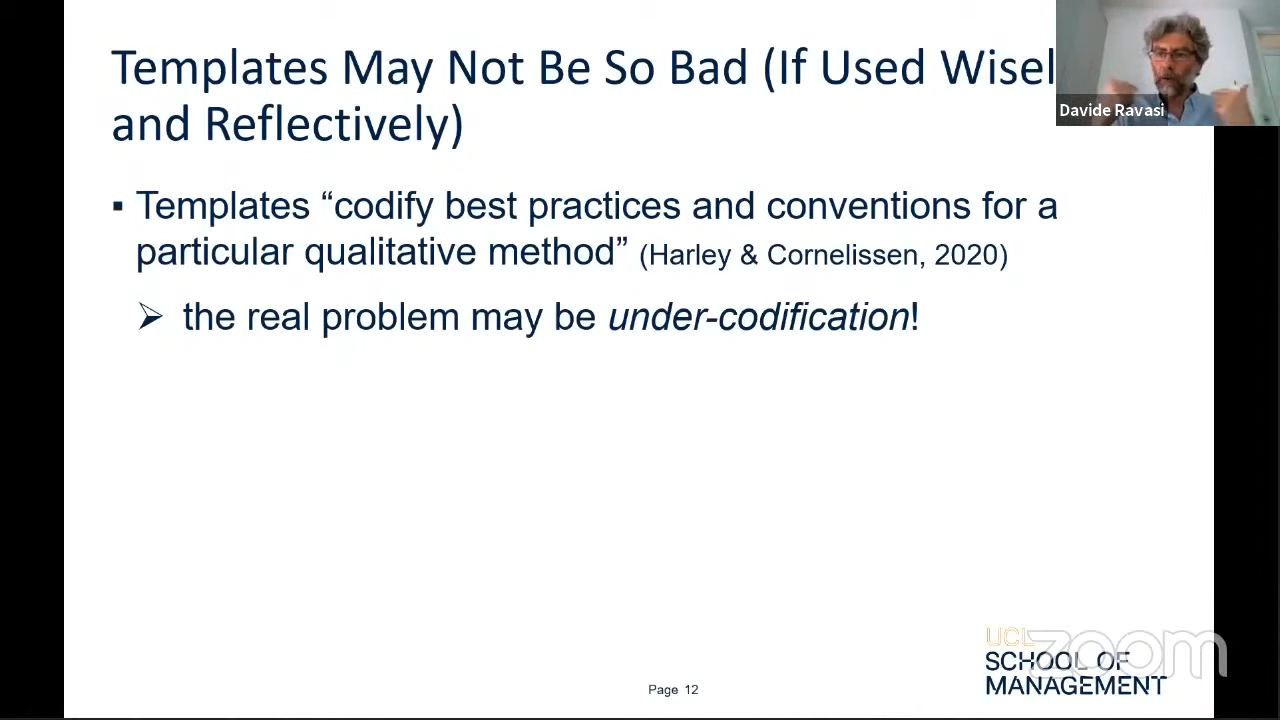 Templates May Not Be So Bad (If Used Wisel
and Reflectively)
Davide Ravasi
▪ Templates “codify best practices and conventions for a
particular qualitative method” (Harley & Cornelissen, 2020)
➢ the real problem may be under-codification!
UCL
zoom
SCHOOL OF
MANAGEMENT
Page 12